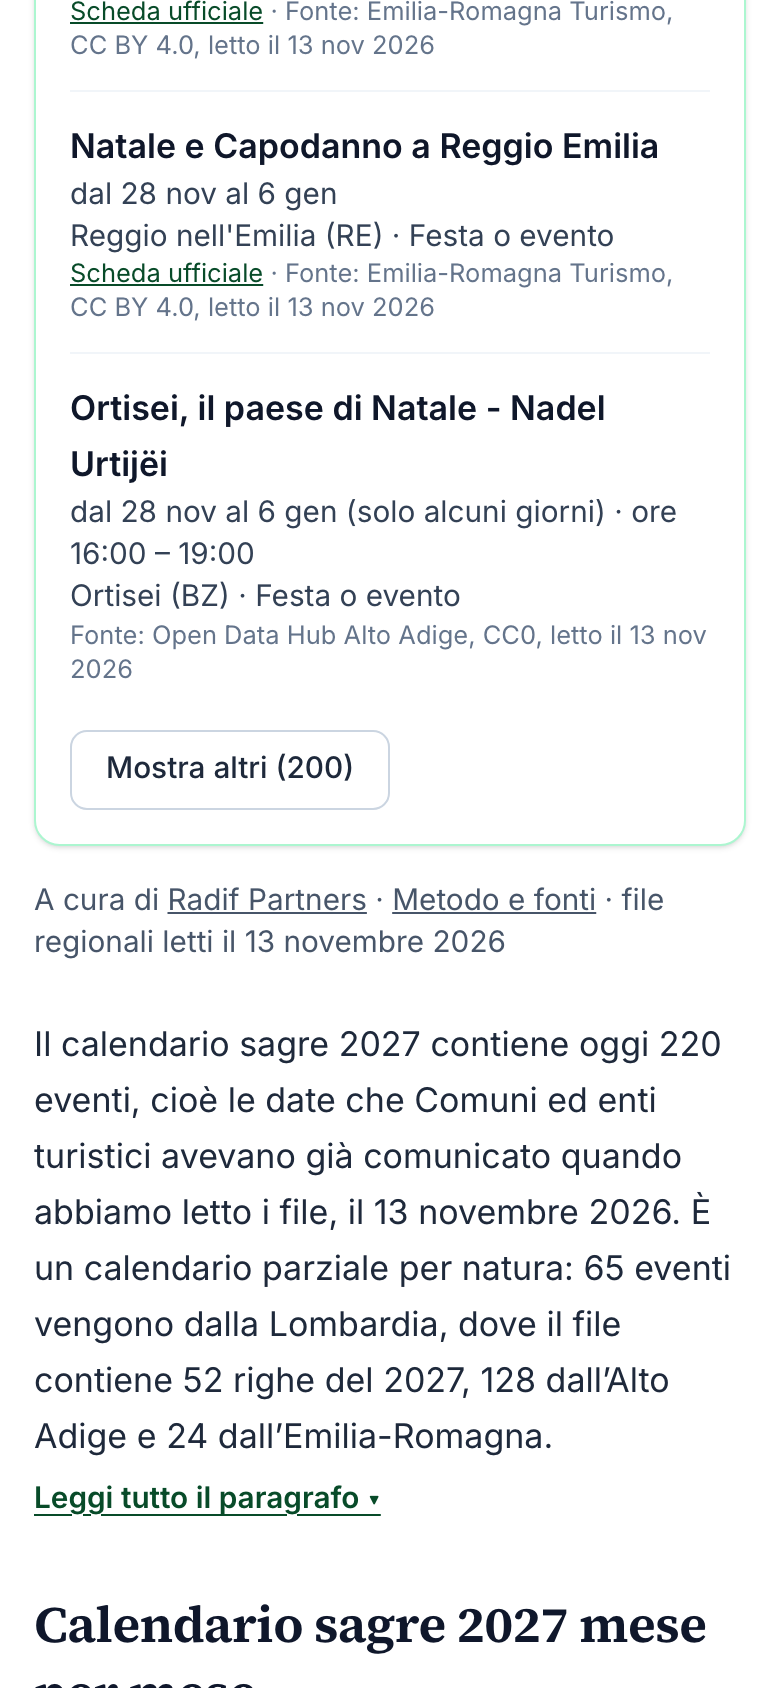 Scheda ufficiale · Fonte: Emilia-Romagna Turismo,
CC BY 4.0, letto il 13 nov 2026
Natale e Capodanno a Reggio Emilia
dal 28 nov al 6 gen
Reggio nell'Emilia (RE) · Festa o evento
Scheda ufficiale · Fonte: Emilia-Romagna Turismo,
CC BY 4.0, letto il 13 nov 2026
Ortisei, il paese di Natale - Nadel
Urtijëi
dal 28 nov al 6 gen (solo alcuni giorni) · ore
16:00 – 19:00
Ortisei (BZ) · Festa o evento
Fonte: Open Data Hub Alto Adige, CC0, letto il 13 nov
2026
Mostra altri (200)
A cura di Radif Partners · Metodo e fonti · file
regionali letti il 13 novembre 2026
Il calendario sagre 2027 contiene oggi 220
eventi, cioè le date che Comuni ed enti
turistici avevano già comunicato quando
abbiamo letto i file, il 13 novembre 2026. È
un calendario parziale per natura: 65 eventi
vengono dalla Lombardia, dove il file
contiene 52 righe del 2027, 128 dall’Alto
Adige e 24 dall’Emilia-Romagna.
Leggi tutto il paragrafo ▾
Calendario sagre 2027 mese
per mese